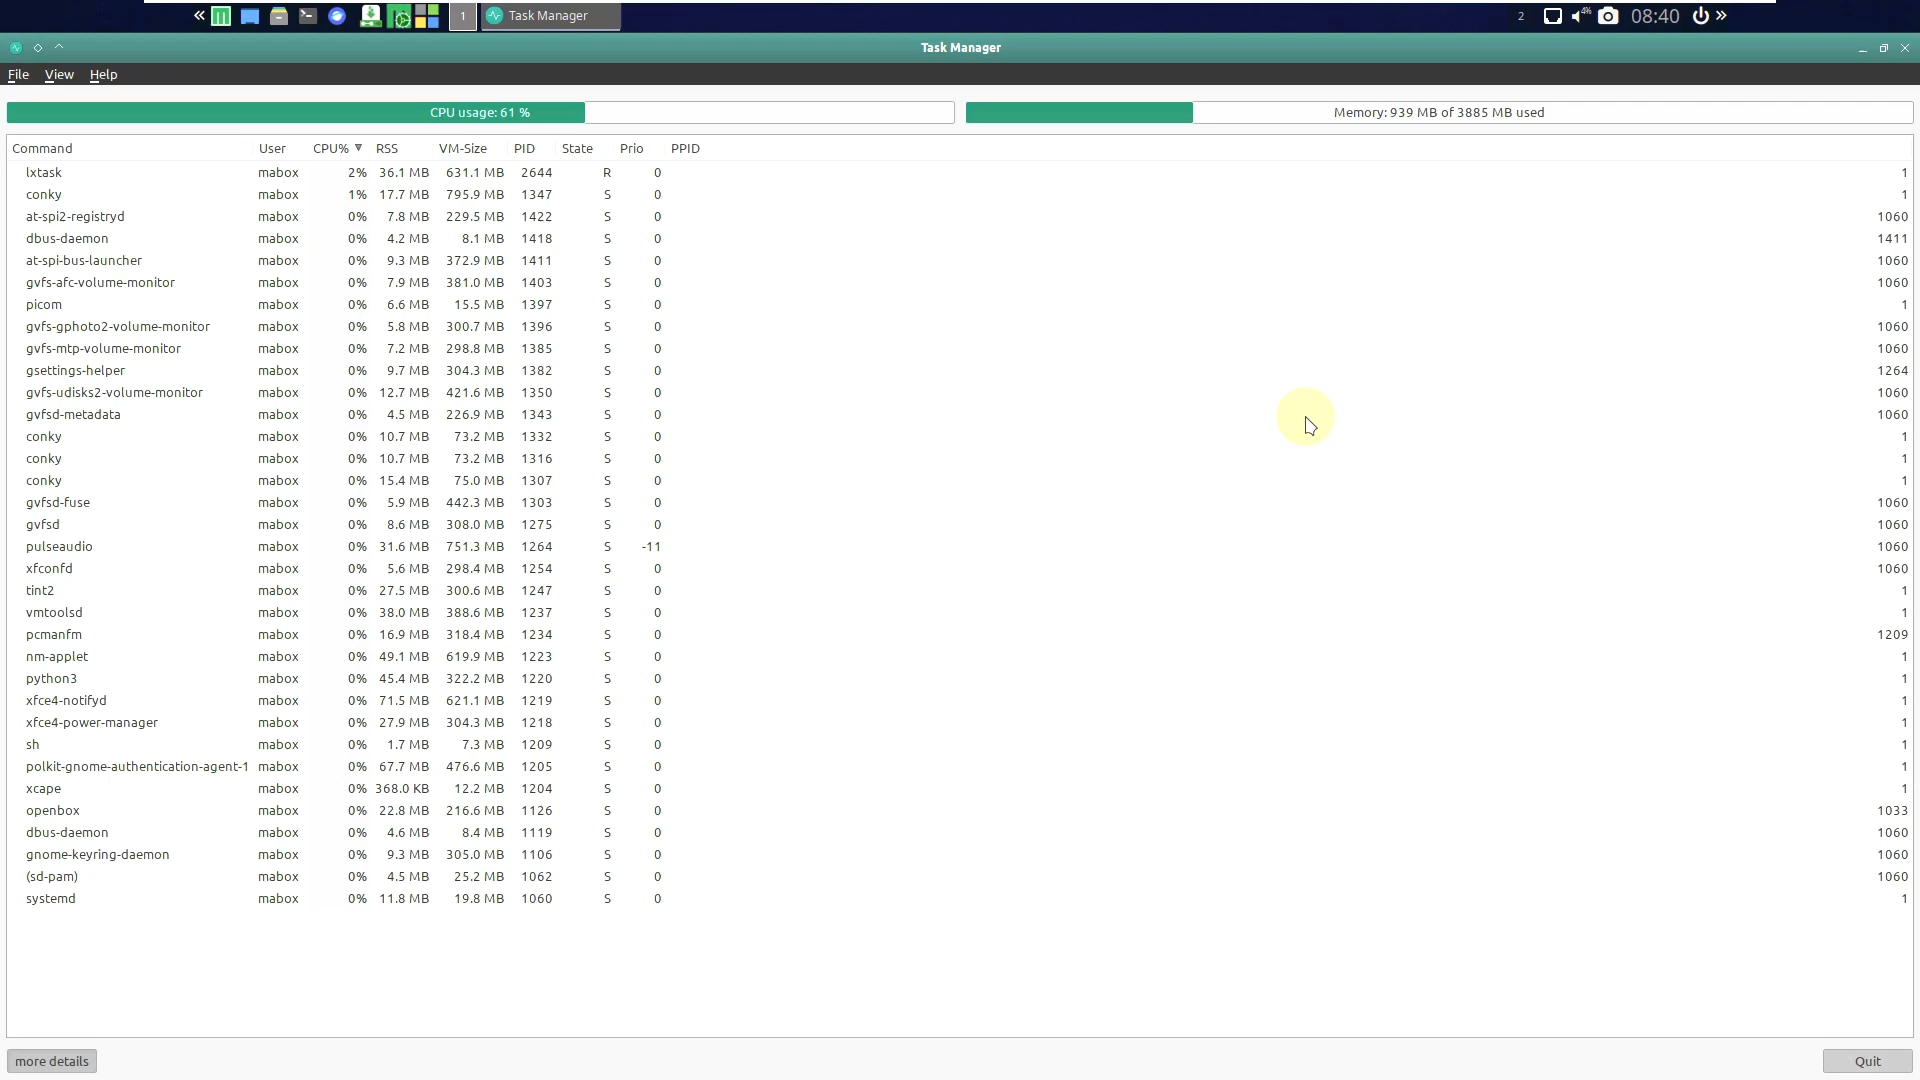 « 1 Task Manager 2 4% 08:40 »
Task Manager
File View Help
CPU usage: 61 % Memory: 939 MB of 3885 MB used
Command User CPU% RSS VM-Size PID State Prio PPID
lxtask mabox 2% 36.1 MB 631.1 MB 2644 R 0 1
conky mabox 1% 17.7 MB 795.9 MB 1347 S 0 1
at-spi2-registryd mabox 0% 7.8 MB 229.5 MB 1422 S 0 1060
dbus-daemon mabox 0% 4.2 MB 8.1 MB 1418 S 0 1411
at-spi-bus-launcher mabox 0% 9.3 MB 372.9 MB 1411 S 0 1060
gvfs-afc-volume-monitor mabox 0% 7.9 MB 381.0 MB 1403 S 0 1060
picom mabox 0% 6.6 MB 15.5 MB 1397 S 0 1
gvfs-gphoto2-volume-monitor mabox 0% 5.8 MB 300.7 MB 1396 S 0 1060
gvfs-mtp-volume-monitor mabox 0% 7.2 MB 298.8 MB 1385 S 0 1060
gsettings-helper mabox 0% 9.7 MB 304.3 MB 1382 S 0 1264
gvfs-udisks2-volume-monitor mabox 0% 12.7 MB 421.6 MB 1350 S 0 1060
gvfsd-metadata mabox 0% 4.5 MB 226.9 MB 1343 S 0 1060
conky mabox 0% 10.7 MB 73.2 MB 1332 S 0 1
conky mabox 0% 10.7 MB 73.2 MB 1316 S 0 1
conky mabox 0% 15.4 MB 75.0 MB 1307 S 0 1
gvfsd-fuse mabox 0% 5.9 MB 442.3 MB 1303 S 0 1060
gvfsd mabox 0% 8.6 MB 308.0 MB 1275 S 0 1060
pulseaudio mabox 0% 31.6 MB 751.3 MB 1264 S -11 1060
xfconfd mabox 0% 5.6 MB 298.4 MB 1254 S 0 1060
tint2 mabox 0% 27.5 MB 300.6 MB 1247 S 0 1
vmtoolsd mabox 0% 38.0 MB 388.6 MB 1237 S 0 1
pcmanfm mabox 0% 16.9 MB 318.4 MB 1234 S 0 1209
nm-applet mabox 0% 49.1 MB 619.9 MB 1223 S 0 1
python3 mabox 0% 45.4 MB 322.2 MB 1220 S 0 1
xfce4-notifyd mabox 0% 71.5 MB 621.1 MB 1219 S 0 1
xfce4-power-manager mabox 0% 27.9 MB 304.3 MB 1218 S 0 1
sh mabox 0% 1.7 MB 7.3 MB 1209 S 0 1
polkit-gnome-authentication-agent-1 mabox 0% 67.7 MB 476.6 MB 1205 S 0 1
xcape mabox 0% 368.0 KB 12.2 MB 1204 S 0 1
openbox mabox 0% 22.8 MB 216.6 MB 1126 S 0 1033
dbus-daemon mabox 0% 4.6 MB 8.4 MB 1119 S 0 1060
gnome-keyring-daemon mabox 0% 9.3 MB 305.0 MB 1106 S 0 1060
(sd-pam) mabox 0% 4.5 MB 25.2 MB 1062 S 0 1060
systemd mabox 0% 11.8 MB 19.8 MB 1060 S 0 1
more details Quit